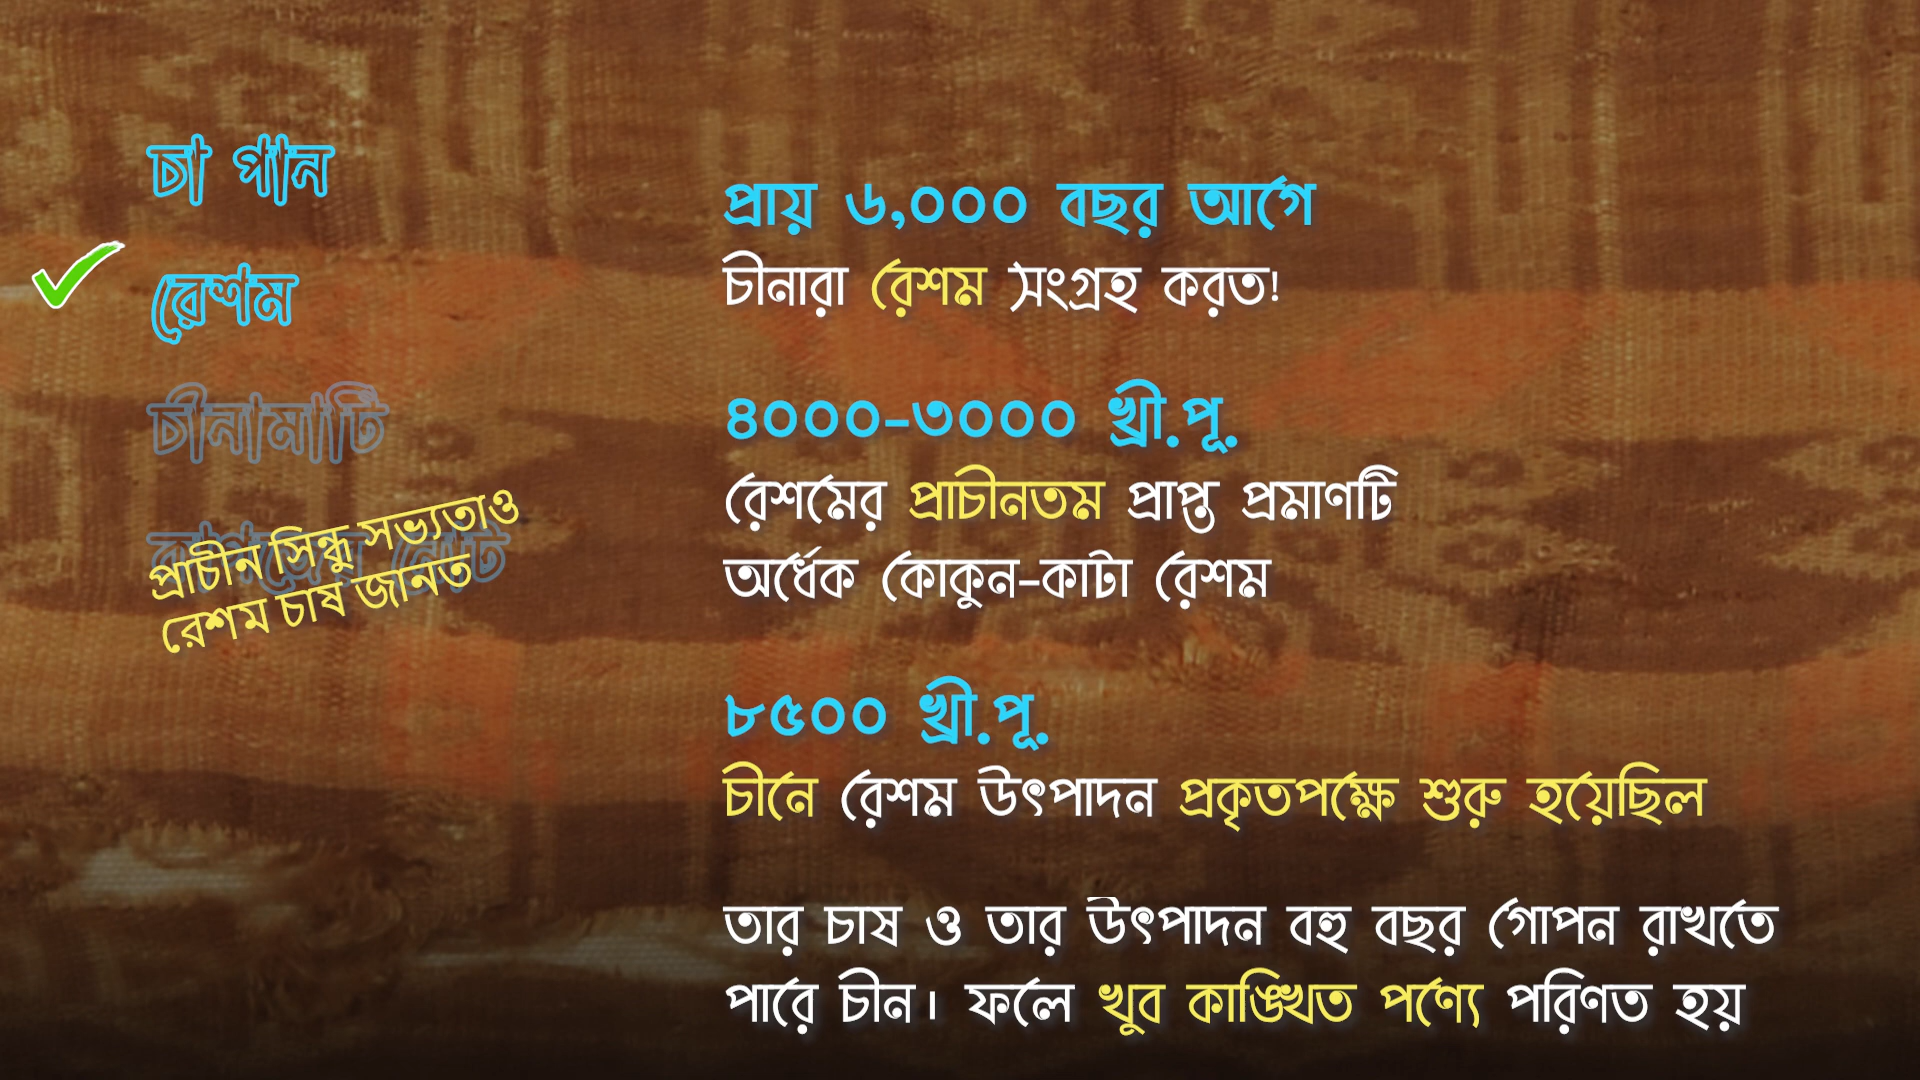 চা পান
রেশম
চীনামাটি
কাগজের নোট
প্রাচীন সিন্ধু সভ্যতাও
রেশম চাষ জানত
প্রায় ৬,০০০ বছর আগে
চীনারা রেশম সংগ্রহ করত!
৪০০০-৩০০০ খ্রী.পূ.
রেশমের প্রাচীনতম প্রাপ্ত প্রমাণটি
অর্ধেক কোকুন-কাটা রেশম
৮৫০০ খ্রী.পূ.
চীনে রেশম উৎপাদন প্রকৃতপক্ষে শুরু হয়েছিল
তার চাষ ও তার উৎপাদন বহু বছর গোপন রাখতে
পারে চীন। ফলে খুব কাঙ্খিত পণ্যে পরিণত হয়